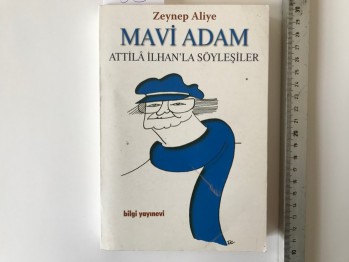 Zeynep Aliye
MAVİ ADAM
ATTİLÂ İLHAN'LA SÖYLEŞİLER
bilgi yayınevi